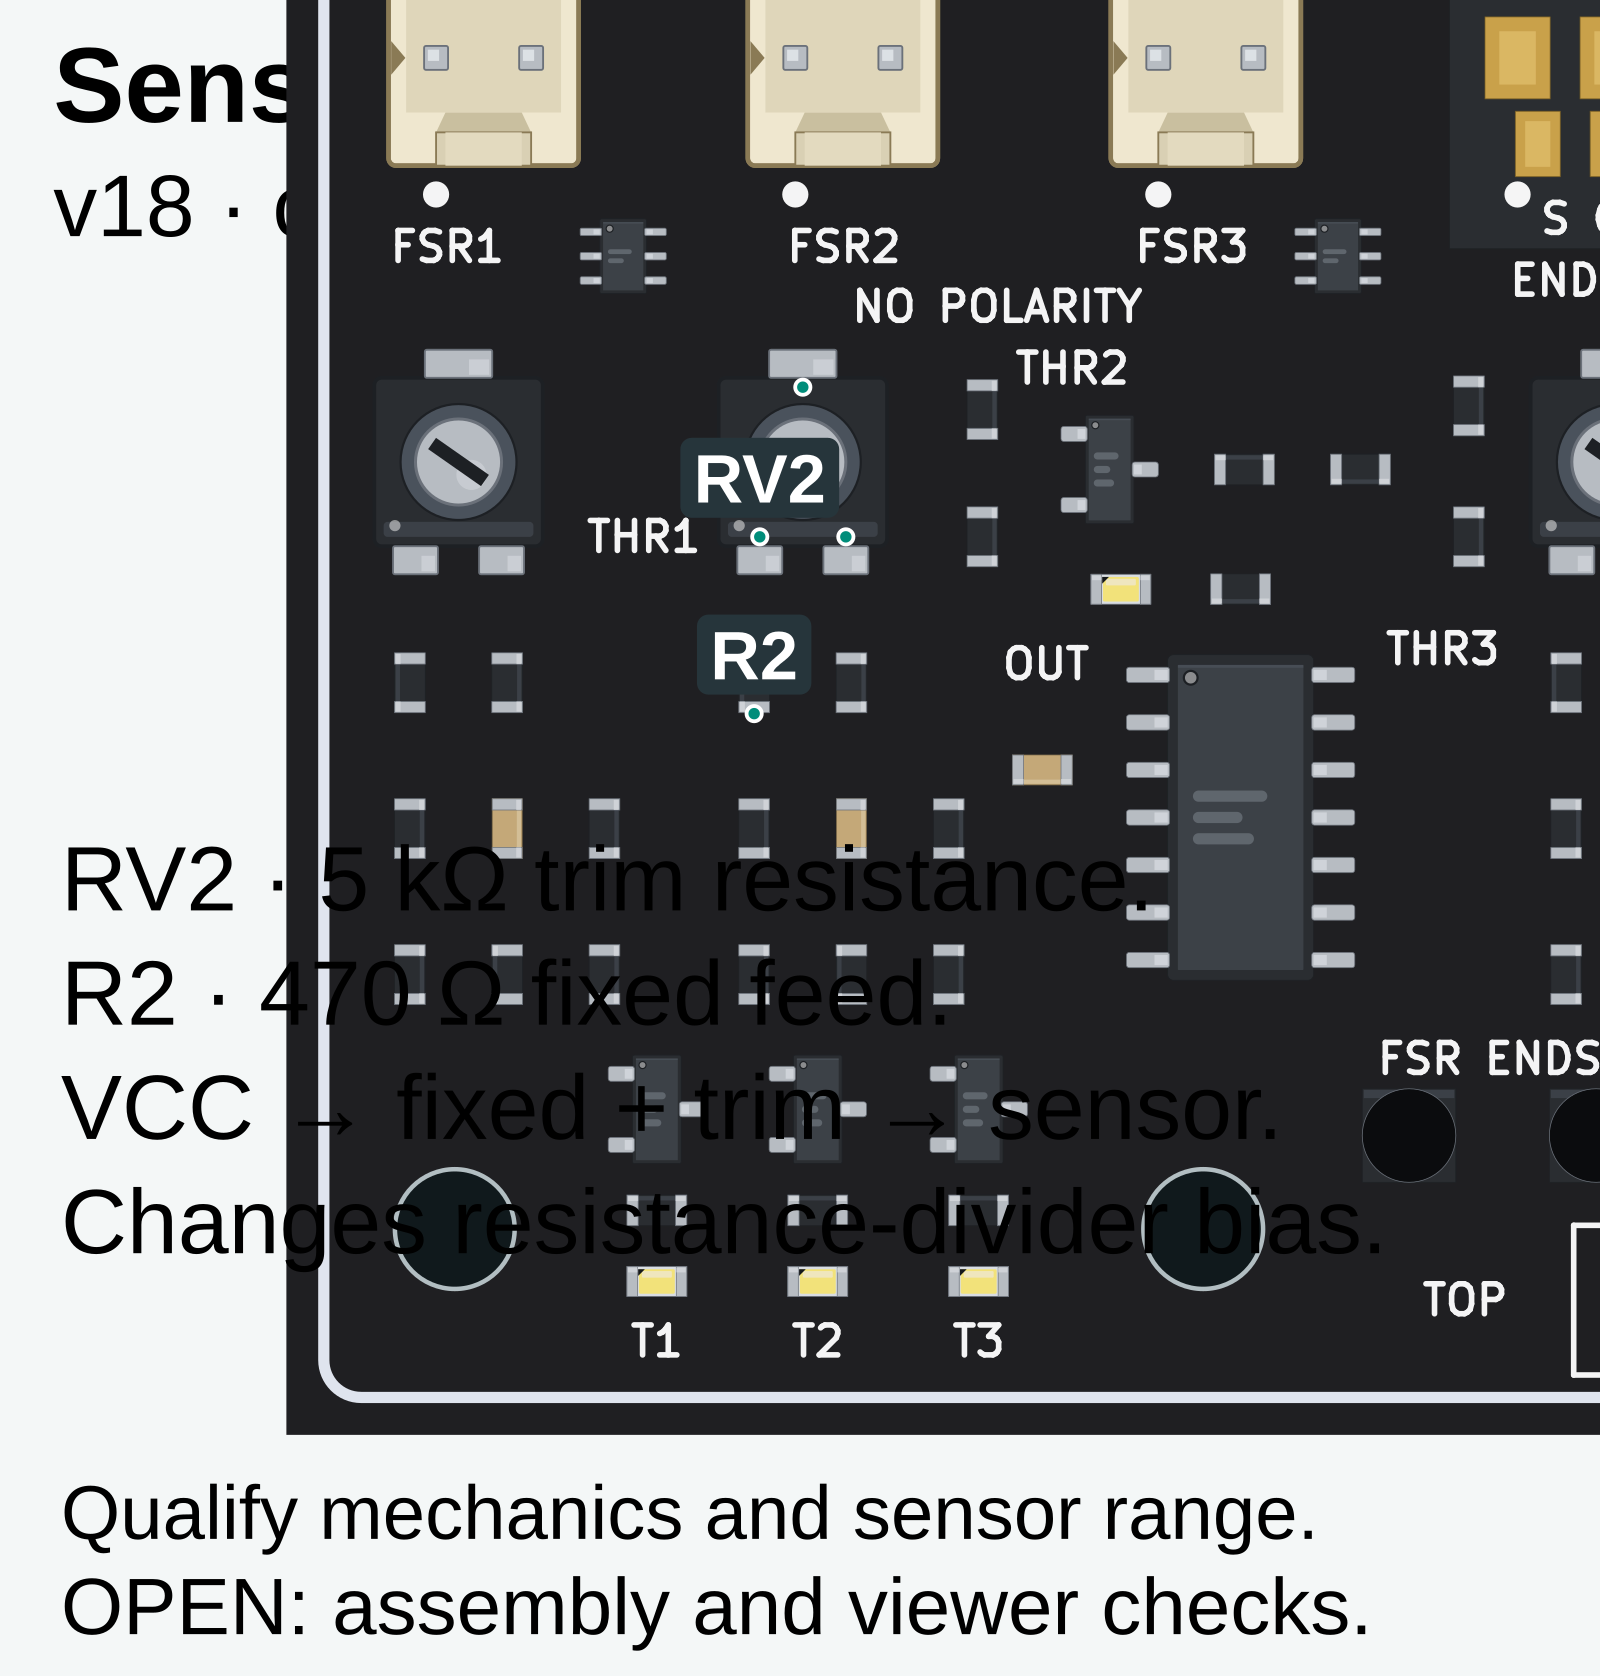 Sens
v18 ·
FSR1
FSR2
FSR3
S
END
NO POLARITY
THR2
RV2
THR1
R2
OUT
THR3
RV2 · 5 kΩ trim resistance.
R2 · 470 Ω fixed feed.
VCC → fixed + trim → sensor.
FSR ENDS
Changes resistance-divider bias.
TOP
T1
T2
T3
Qualify mechanics and sensor range.
OPEN: assembly and viewer checks.